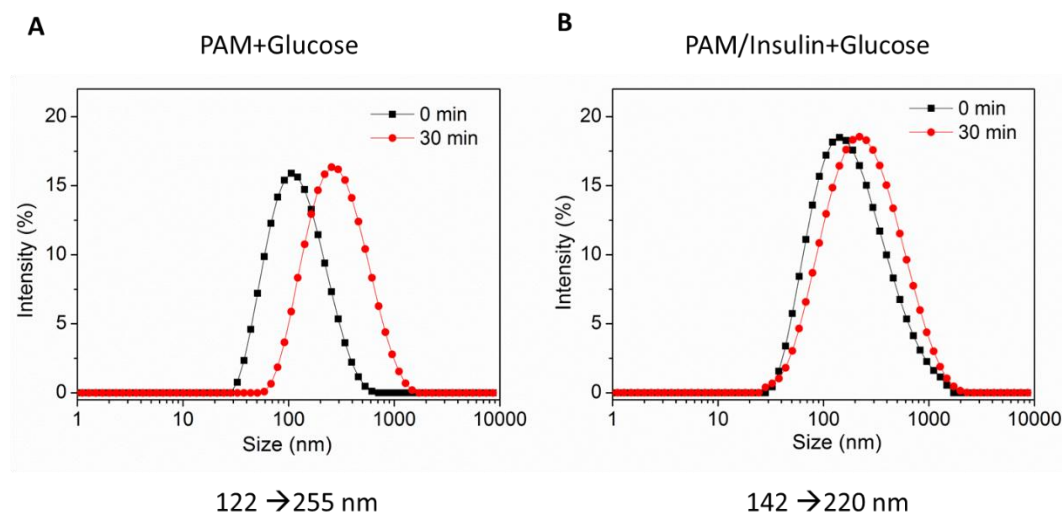 A
PAM+Glucose
20
15
10
5
0
Intensity (%)
0 min
30 min
1
10
100
1000
10000
Size (nm)
122 →255 nm
B
PAM/Insulin+Glucose
20
15
10
5
0
Intensity (%)
0 min
30 min
1
10
100
1000
10000
Size (nm)
142 →220 nm